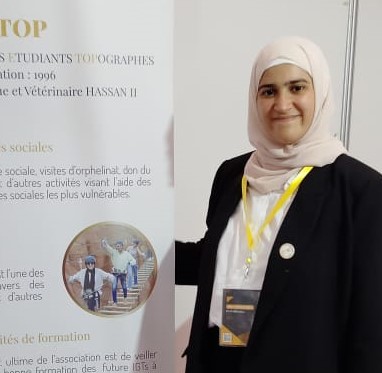 TOP
S ETUDIANTS TOPOGRAPHES
ation : 1996
ue et Vétérinaire HASSAN II
es sociales
e sociale, visites d'orphelinat, don du
t d'autres activités visant l'aide des
es sociales les plus vulnérables.
t l'une des
vers des
t d'autres
ités de formation
t ultime de l'association est de veiller
bonne formation des future IGTs à